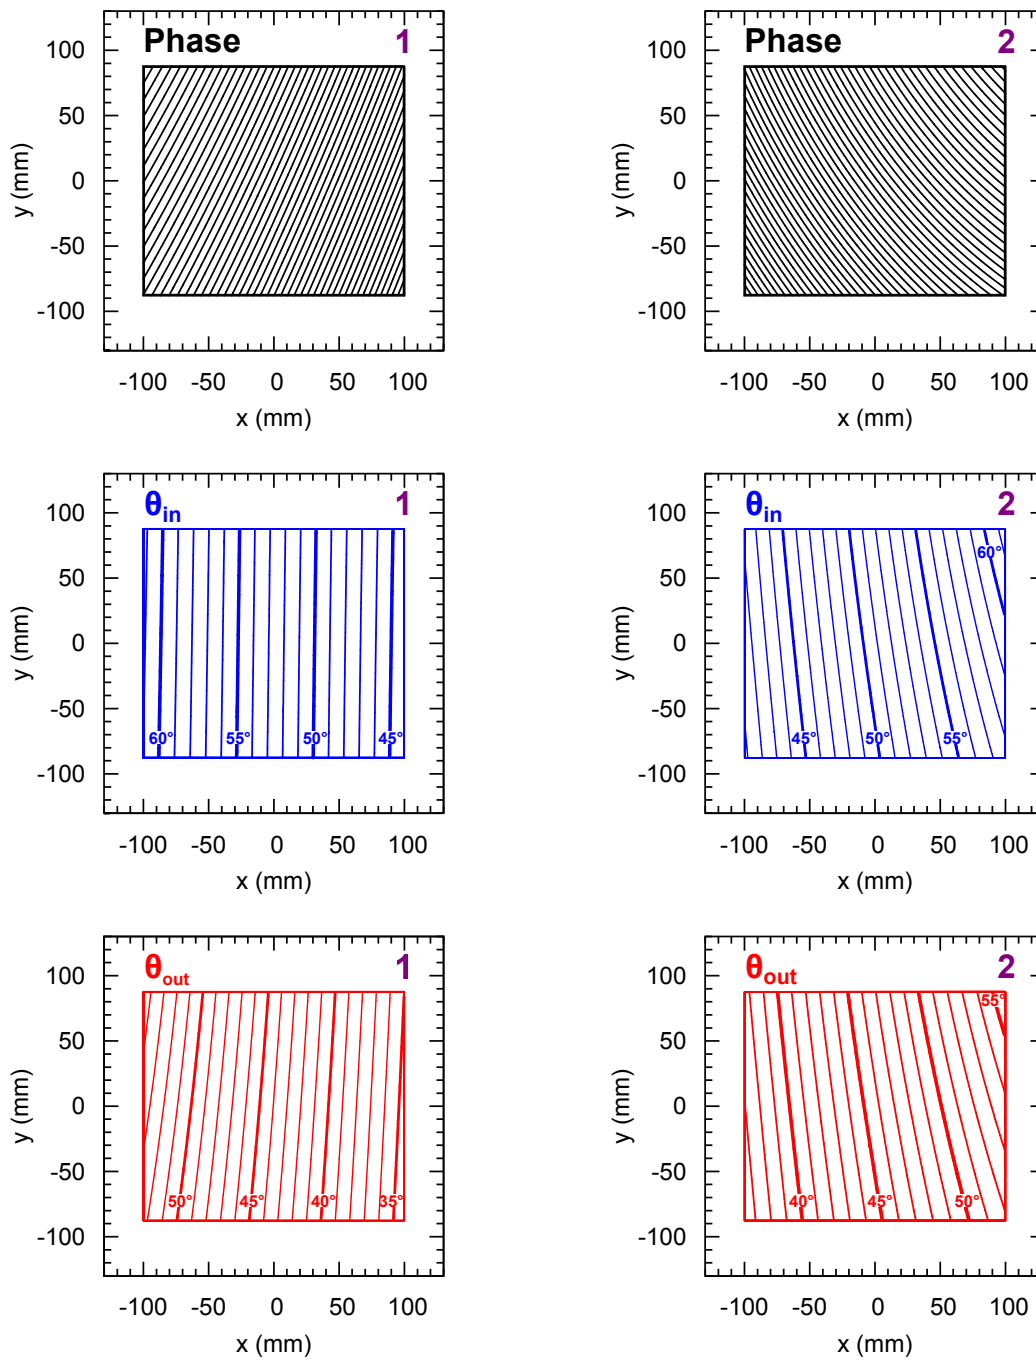 Phase 1
100
50
0
-50
-100
y (mm)
-100 -50 0 50 100
x (mm)
Phase 2
100
50
0
-50
-100
y (mm)
-100 -50 0 50 100
x (mm)
θin 1
100
50
0
-50
-100
y (mm)
60° 55° 50° 45°
-100 -50 0 50 100
x (mm)
θin 2
100
50
0
-50
-100
y (mm)
60°
45° 50° 55°
-100 -50 0 50 100
x (mm)
θout 1
100
50
0
-50
-100
y (mm)
50° 45° 40° 35°
-100 -50 0 50 100
x (mm)
θout 2
100
50
0
-50
-100
y (mm)
55°
40° 45° 50°
-100 -50 0 50 100
x (mm)